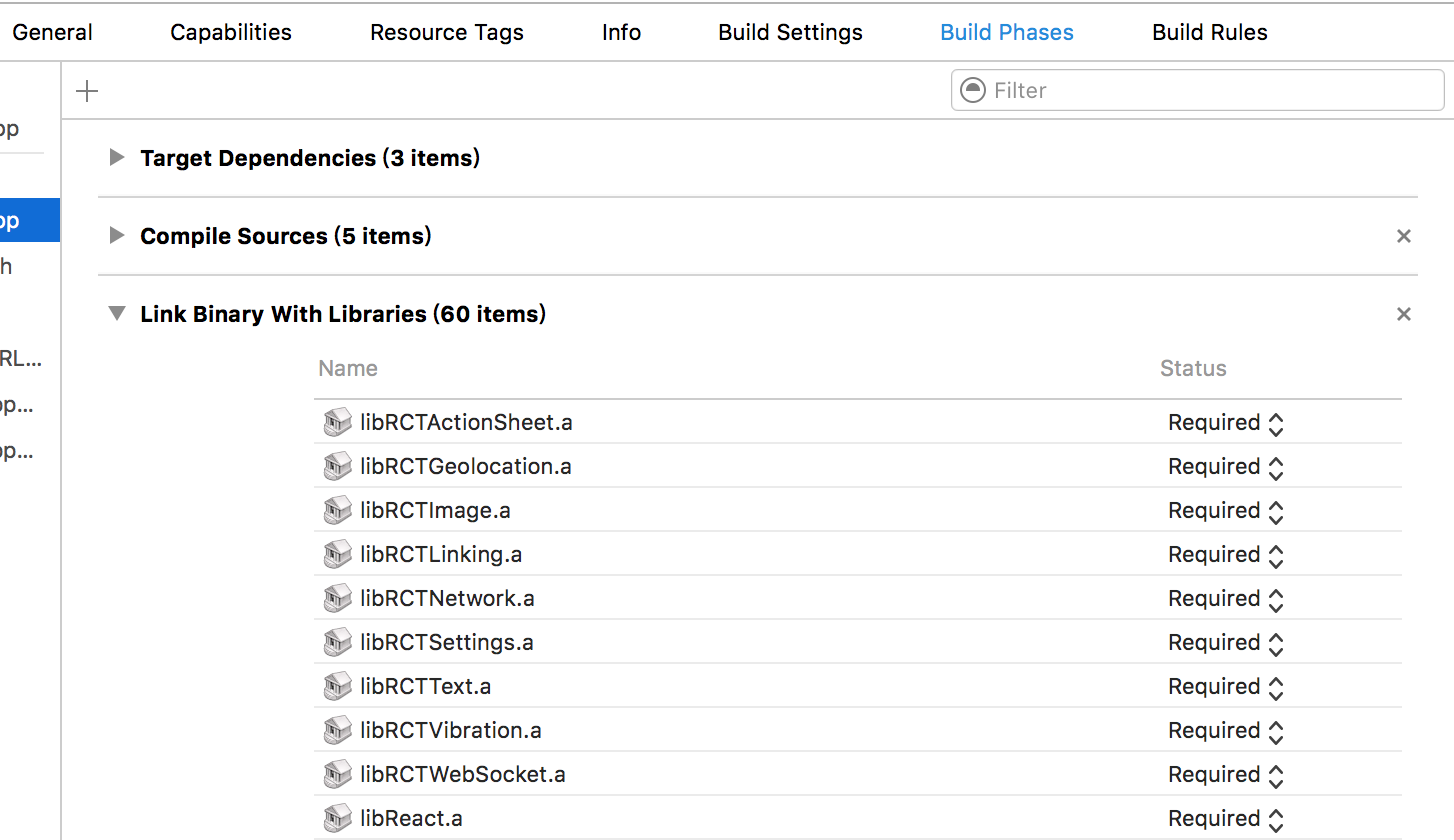 General Capabilities Resource Tags Info Build Settings Build Phases Build Rules
Filter
pp
Target Dependencies (3 items)
pp
Compile Sources (5 items)
h
Link Binary With Libraries (60 items)
RL...
Name Status
pp...
libRCTActionSheet.a Required
pp...
libRCTGeolocation.a Required
libRCTImage.a Required
libRCTLinking.a Required
libRCTNetwork.a Required
libRCTSettings.a Required
libRCTText.a Required
libRCTVibration.a Required
libRCTWebSocket.a Required
libReact.a Required